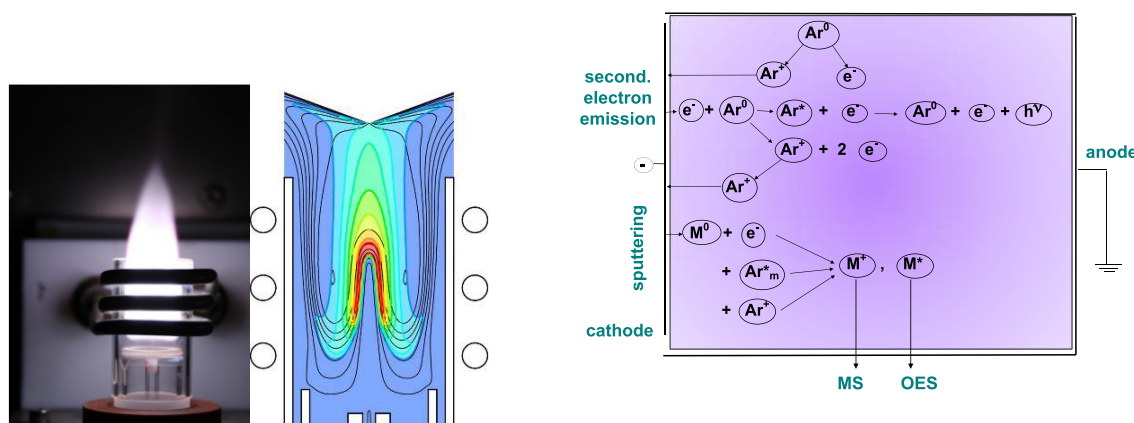 Ar⁰
Ar⁺ e⁻
second.
electron
emission
e⁻ + Ar⁰ Ar* + e⁻ Ar⁰ + e⁻ + hν
Ar⁺ + 2 e⁻
-
anode
Ar⁺
sputtering
M⁰ + e⁻
+ Ar*ₘ M⁺ , M*
+ Ar⁺
cathode
MS OES